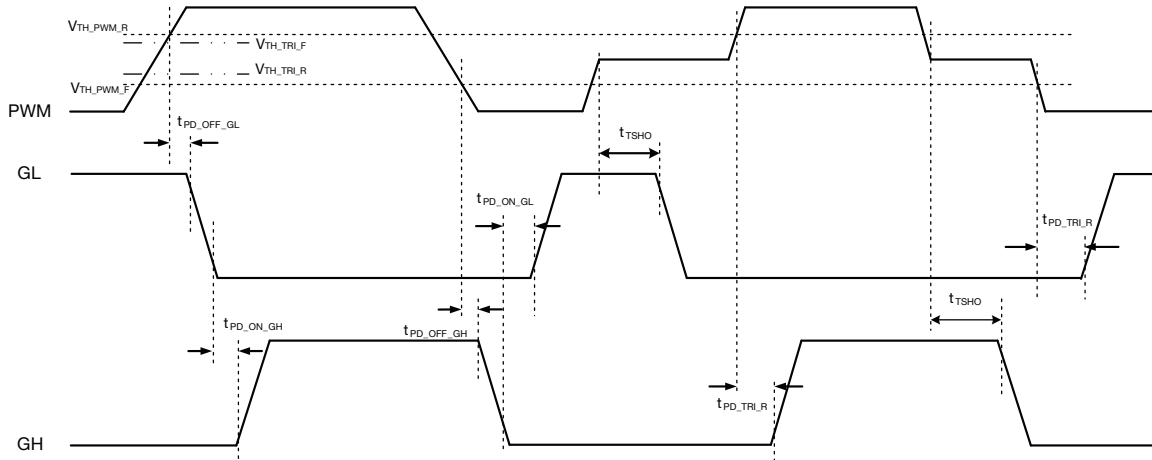 VTH_PWM_R
VTH_TRI_F
VTH_TRI_R
VTH_PWM_F
PWM
tPD_OFF_GL
tTSHO
GL
tPD_ON_GL
tPD_TRI_R
tTSHO
tPD_ON_GH
tPD_OFF_GH
tPD_TRI_R
GH